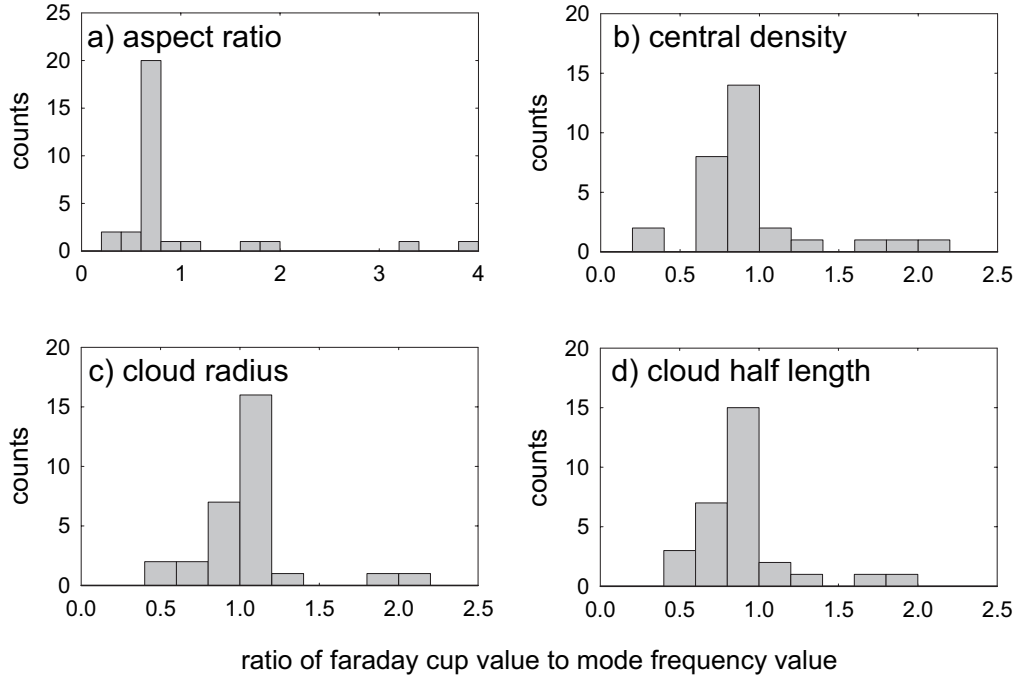 a) aspect ratio
counts
25
20
15
10
5
0
0 1 2 3 4
b) central density
counts
20
15
10
5
0
0.0 0.5 1.0 1.5 2.0 2.5
c) cloud radius
counts
20
15
10
5
0
0.0 0.5 1.0 1.5 2.0 2.5
d) cloud half length
counts
20
15
10
5
0
0.0 0.5 1.0 1.5 2.0 2.5
ratio of faraday cup value to mode frequency value